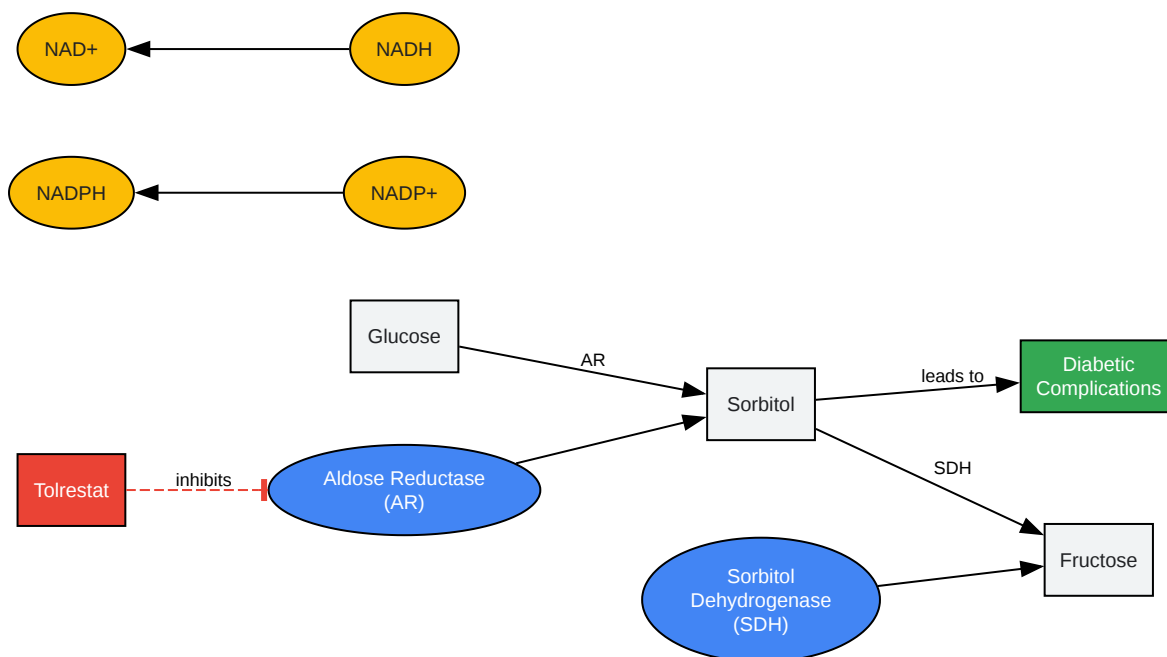 NAD+
NADH
NADPH
NADP+
Glucose
AR
Sorbitol
leads to
Diabetic
Complications
Tolrestat
inhibits
Aldose Reductase
(AR)
SDH
Fructose
Sorbitol
Dehydrogenase
(SDH)